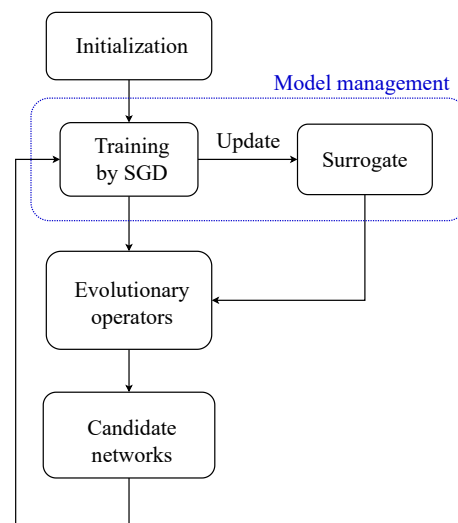 Initialization
Model management
Training
by SGD
Update
Surrogate
Evolutionary
operators
Candidate
networks